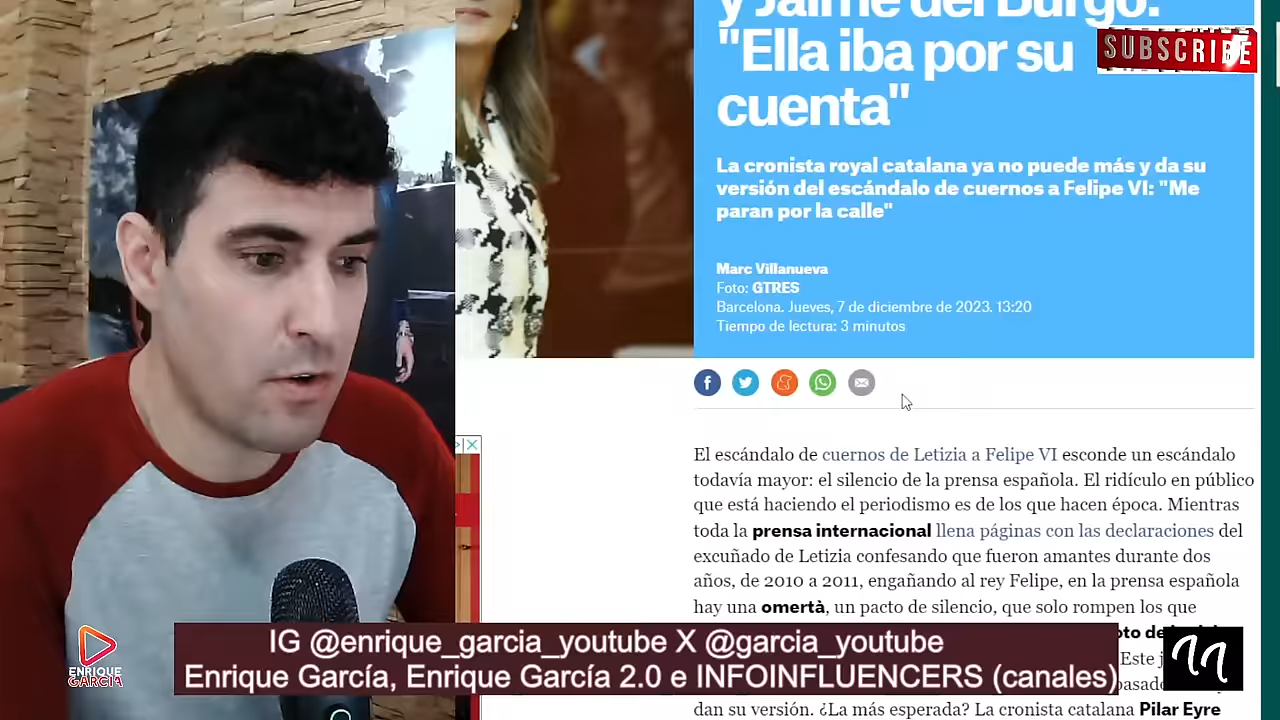 y Jaime del Burgo:
"Ella iba por su
cuenta"
SUBSCRIBE
La cronista royal catalana ya no puede más y da su
versión del escándalo de cuernos a Felipe VI: "Me
paran por la calle"
Marc Villanueva
Foto: GTRES
Barcelona. Jueves, 7 de diciembre de 2023. 13:20
Tiempo de lectura: 3 minutos
El escándalo de cuernos de Letizia a Felipe VI esconde un escándalo
todavía mayor: el silencio de la prensa española. El ridículo en público
que está haciendo el periodismo es de los que hacen época. Mientras
toda la prensa internacional llena páginas con las declaraciones del
excuñado de Letizia confesando que fueron amantes durante dos
años, de 2010 a 2011, engañando al rey Felipe, en la prensa española
hay una omertà, un pacto de silencio, que solo rompen los que
Este
dan su versión. ¿La más esperada? La cronista catalana Pilar Eyre
IG @enrique_garcia_youtube X @garcia_youtube
Enrique García, Enrique García 2.0 e INFOINFLUENCERS (canales)
ENRIQUE
GARCÍA